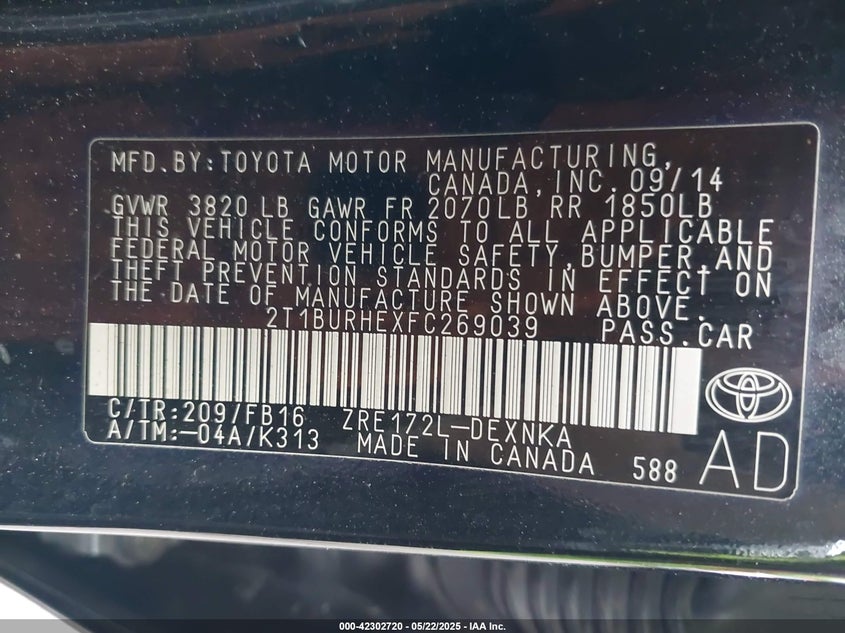 MFD.BY:TOYOTA MOTOR MANUFACTURING,
CANADA,INC. 09/14
GVWR 3820 LB GAWR FR 2070LB RR 1850LB
THIS VEHICLE CONFORMS TO ALL APPLICABLE
FEDERAL MOTOR VEHICLE SAFETY,BUMPER,AND
THEFT PREVENTION STANDARDS IN EFFECT ON
THE DATE OF MANUFACTURE SHOWN ABOVE.
2T1BURHEXFC269039 PASS.CAR
C/TR:209/FB16 ZRE172L-DEXNKA
A/TM:-04A/K313 MADE IN CANADA 588 AD
000-42302720 - 05/22/2025 - IAA Inc.